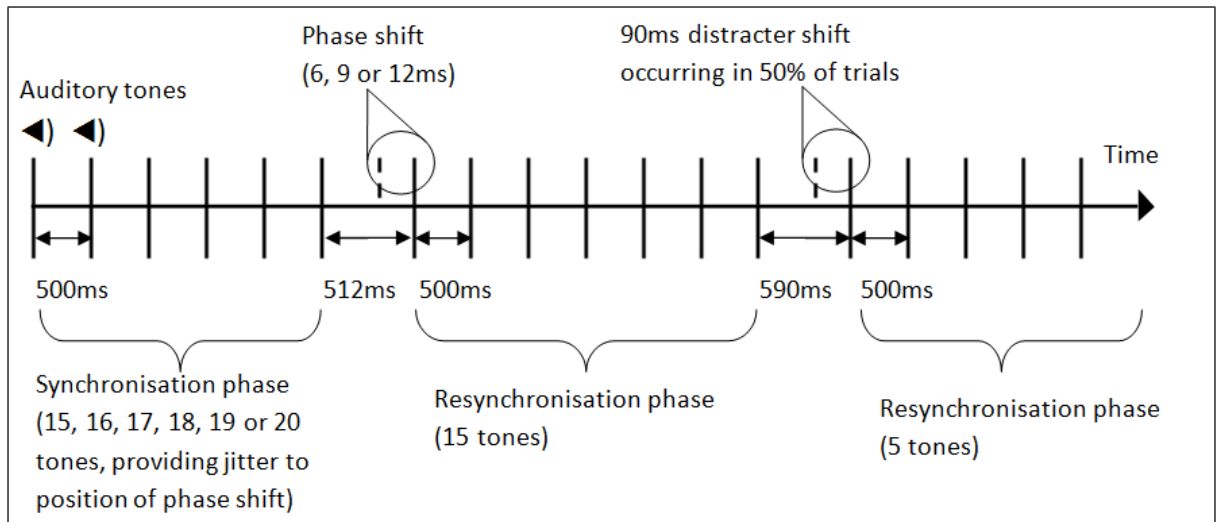 Phase shift
(6, 9 or 12ms)
90ms distracter shift
occurring in 50% of trials
Auditory tones
Time
500ms
512ms
500ms
590ms
500ms
Synchronisation phase
(15, 16, 17, 18, 19 or 20
tones, providing jitter to
position of phase shift)
Resynchronisation phase
(15 tones)
Resynchronisation phase
(5 tones)